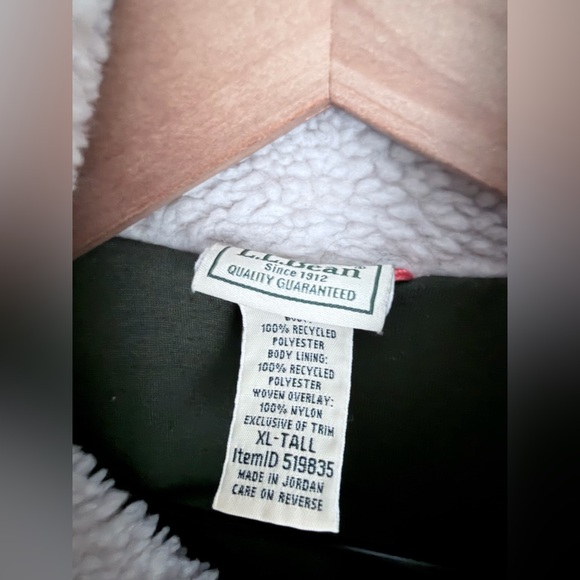 L.L.Bean®
Since 1912
QUALITY GUARANTEED
BODY:
100% RECYCLED
POLYESTER
BODY LINING:
100% RECYCLED
POLYESTER
WOVEN OVERLAY:
100% NYLON
EXCLUSIVE OF TRIM
XL-TALL
ItemID 519835
MADE IN JORDAN
CARE ON REVERSE